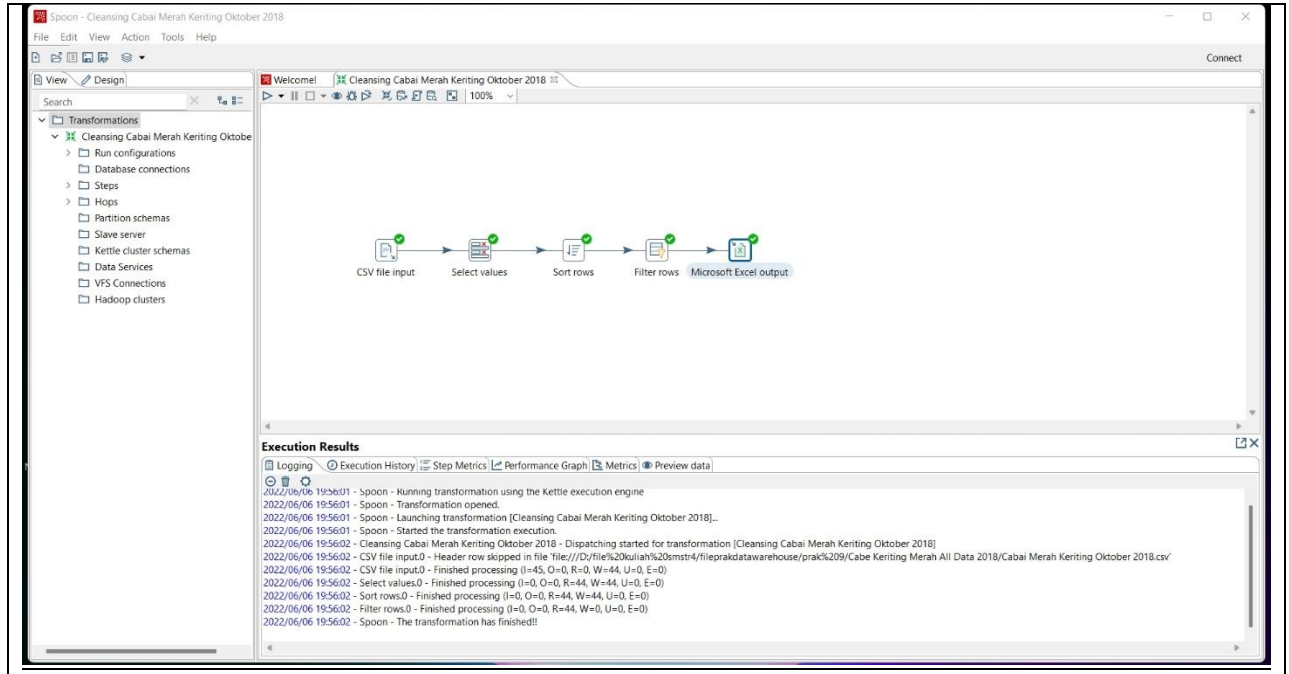 Spoon - Cleansing Cabai Merah Keriting Oktober 2018
File Edit View Action Tools Help
Connect
View Design
Welcome! Cleansing Cabai Merah Keriting Oktober 2018
Search
100%
Transformations
Cleansing Cabai Merah Keriting Oktobe
Run configurations
Database connections
Steps
Hops
Partition schemas
Slave server
Kettle cluster schemas
Data Services
VFS Connections
Hadoop clusters
CSV file input Select values Sort rows Filter rows Microsoft Excel output
Execution Results
Logging Execution History Step Metrics Performance Graph Metrics Preview data
2022/06/06 19:56:01 - Spoon - Running transformation using the Kettle execution engine
2022/06/06 19:56:01 - Spoon - Transformation opened.
2022/06/06 19:56:01 - Spoon - Launching transformation [Cleansing Cabai Merah Keriting Oktober 2018]...
2022/06/06 19:56:01 - Spoon - Started the transformation execution.
2022/06/06 19:56:02 - Cleansing Cabai Merah Keriting Oktober 2018 - Dispatching started for transformation [Cleansing Cabai Merah Keriting Oktober 2018]
2022/06/06 19:56:02 - CSV file input.0 - Header row skipped in file 'file:///D:/file%20kuliah%20smstr4/fileprakdatawarehouse/prak%209/Cabe Keriting Merah All Data 2018/Cabai Merah Keriting Oktober 2018.csv'
2022/06/06 19:56:02 - CSV file input.0 - Finished processing (I=45, O=0, R=0, W=44, U=0, E=0)
2022/06/06 19:56:02 - Select values.0 - Finished processing (I=0, O=0, R=44, W=44, U=0, E=0)
2022/06/06 19:56:02 - Sort rows.0 - Finished processing (I=0, O=0, R=44, W=44, U=0, E=0)
2022/06/06 19:56:02 - Filter rows.0 - Finished processing (I=0, O=0, R=44, W=0, U=0, E=0)
2022/06/06 19:56:02 - Spoon - The transformation has finished!!